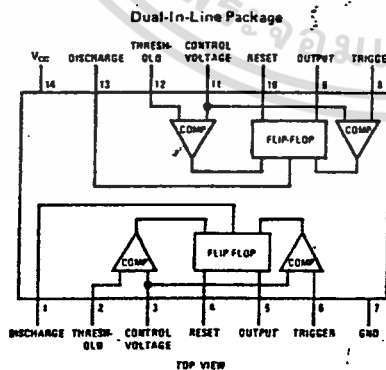 Dual-In-Line Package
VCC DISCHARGE THRESH-OLD CONTROL VOLTAGE RESET OUTPUT TRIGGE
14 13 12 11 10 9 8
COMP FLIP-FLOP COMP
COMP FLIP FLOP COMP
1 2 3 4 5 6 7
DISCHARGE THRESH-OLD CONTROL VOLTAGE RESET OUTPUT TRIGGER GND
TOP VIEW